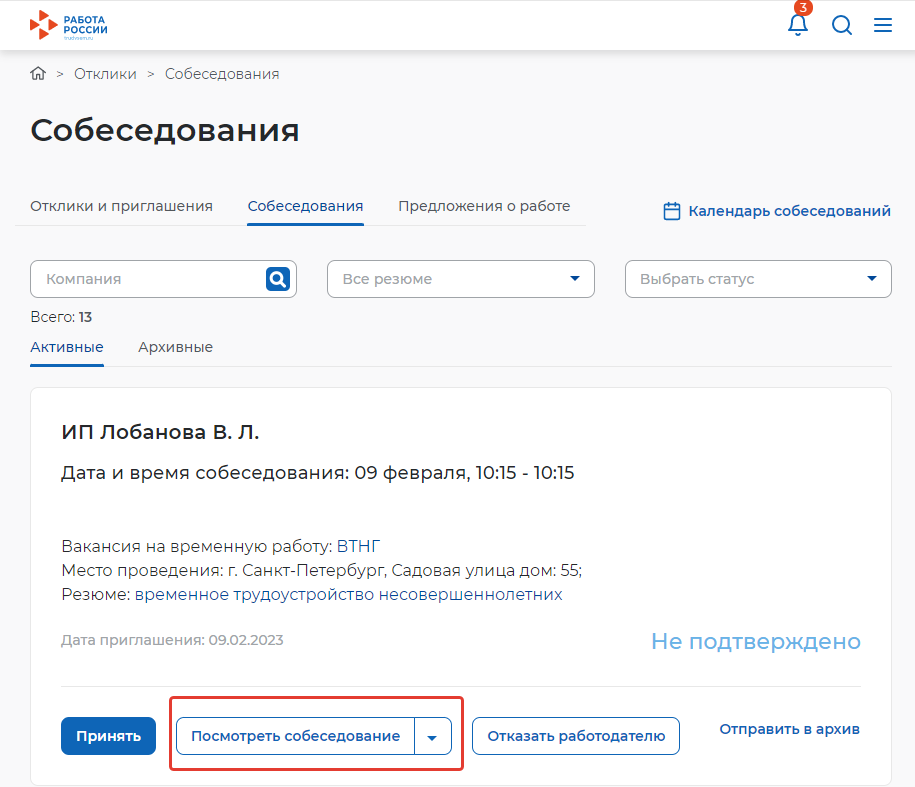 РАБОТА
РОССИИ
trudvsem.ru
3
> Отклики > Собеседования
Собеседования
Отклики и приглашения Собеседования Предложения о работе Календарь собеседований
Компания Все резюме Выбрать статус
Всего: 13
Активные Архивные
ИП Лобанова В. Л.
Дата и время собеседования: 09 февраля, 10:15 - 10:15
Вакансия на временную работу: ВТНГ
Место проведения: г. Санкт-Петербург, Садовая улица дом: 55;
Резюме: временное трудоустройство несовершеннолетних
Дата приглашения: 09.02.2023 Не подтверждено
Принять Посмотреть собеседование Отказать работодателю Отправить в архив